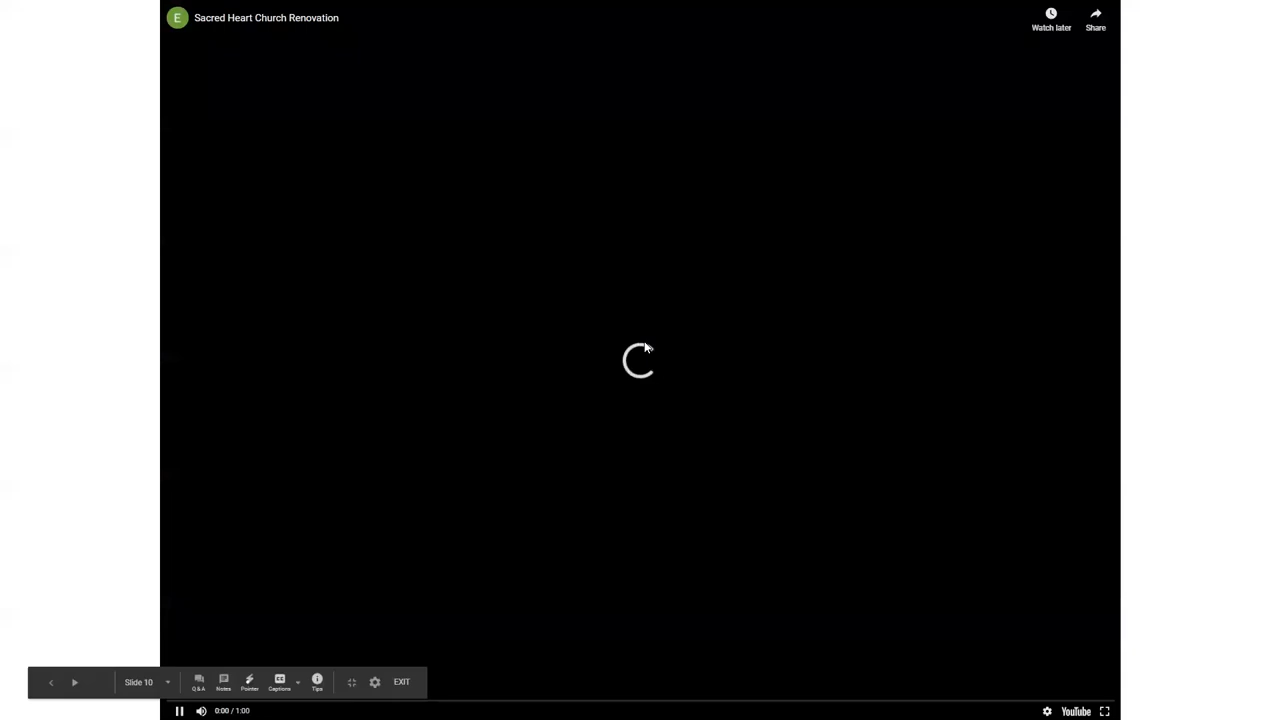 E
Sacred Heart Church Renovation
Watch later
Share
Slide 10
Q&A
Notes
Pointer
CC
Captions
Tips
EXIT
0:00 / 1:00
YouTube